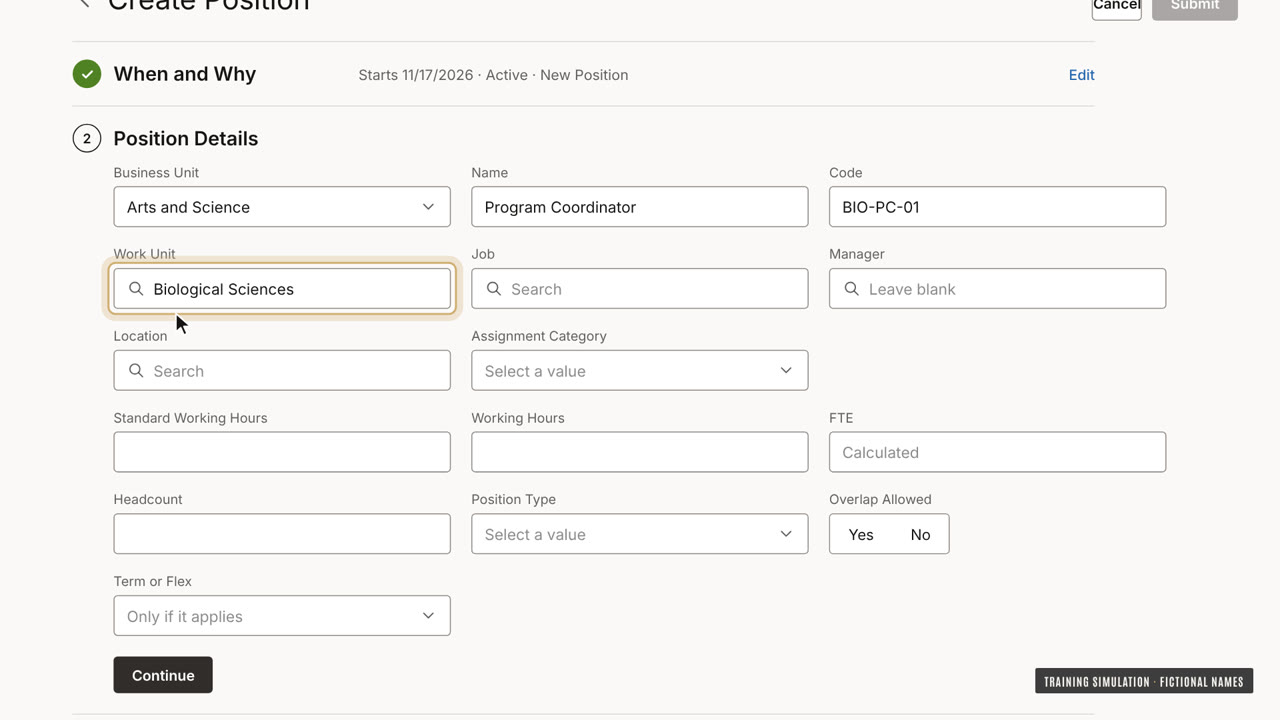 Create Position
Cancel
Submit
When and Why
Starts 11/17/2026 · Active · New Position
Edit
2
Position Details
Business Unit
Name
Code
Arts and Science
Program Coordinator
BIO-PC-01
Work Unit
Job
Manager
Biological Sciences
Search
Leave blank
Location
Assignment Category
Search
Select a value
Standard Working Hours
Working Hours
FTE
Calculated
Headcount
Position Type
Overlap Allowed
Select a value
Yes
No
Term or Flex
Only if it applies
Continue
TRAINING SIMULATION · FICTIONAL NAMES